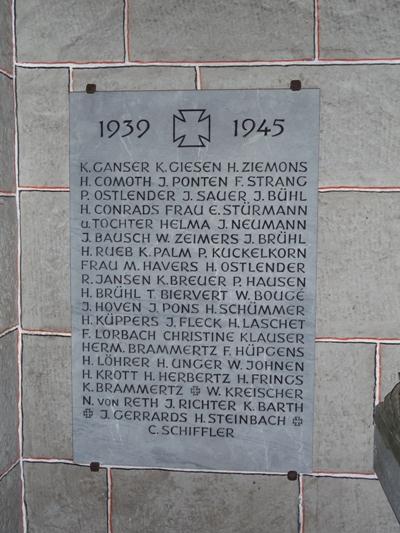 1939 1945
K. GANSER K. GIESEN H. ZIEMONS
H. COMOTH J. PONTEN F. STRANG
P. OSTLENDER J. SAUER J. BÜHL
H. CONRADS FRAU E. STÜRMANN
U. TOCHTER HELMA J. NEUMANN
J. BAUSCH W. ZEIMERS J. BRÜHL
H. RUEB K. PALM P. KUCKELKORN
FRAU M. HAVERS H. OSTLENDER
R. JANSEN K. BREUER P. HAUSEN
H. BRÜHL T. BIERVERT W. BOUGÉ
J. HOVEN J. PONS H. SCHÜMMER
H. KÜPPERS J. FLECK H. LASCHET
F. LORBACH CHRISTINE KLAUSER
HERM. BRAMMERTZ F. HÜPGENS
H. LÖHRER H. UNGER W. JOHNEN
H. KROTT H. HERBERTZ H. FRINGS
K. BRAMMERTZ W. KREISCHER
N. VON RETH J. RICHTER K. BARTH
J. GERRARDS H. STEINBACH
C. SCHIFFLER